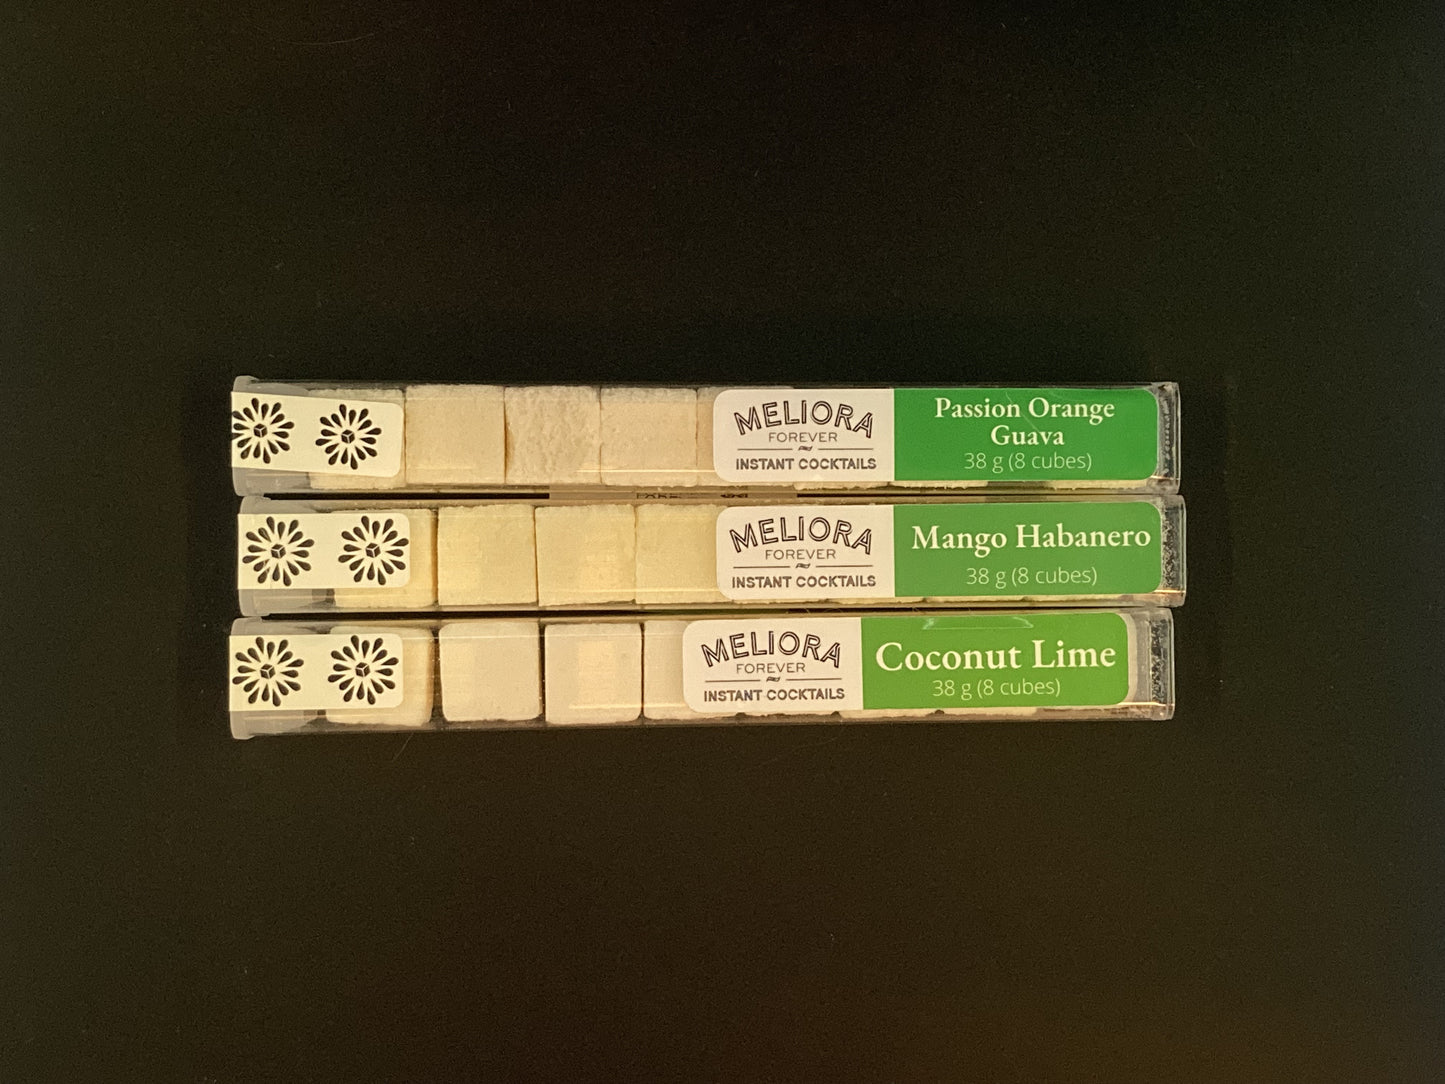 MELIORA
FOREVER
INSTANT COCKTAILS
Passion Orange
Guava
38 g (8 cubes)
MELIORA
FOREVER
INSTANT COCKTAILS
Mango Habanero
38 g (8 cubes)
MELIORA
FOREVER
INSTANT COCKTAILS
Coconut Lime
38 g (8 cubes)